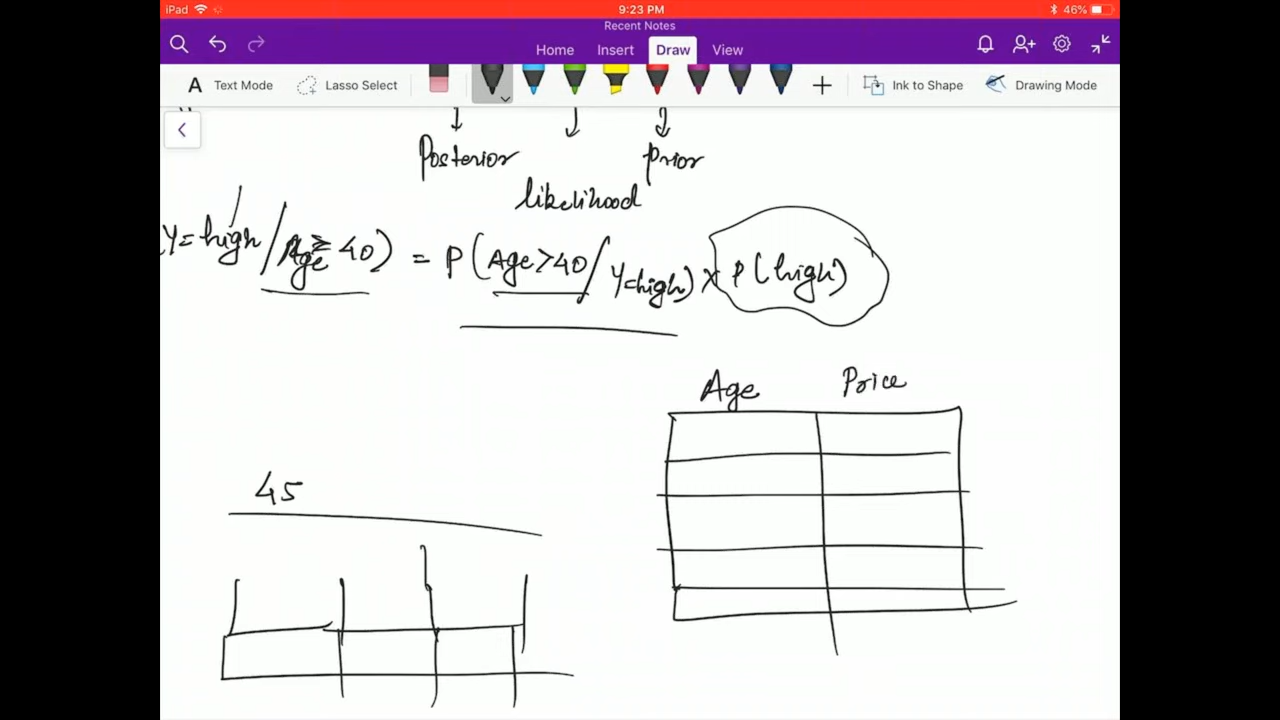 iPad 9:23 PM 46%
Recent Notes
Home Insert Draw View
A Text Mode Lasso Select Ink to Shape Drawing Mode
Posterior Prior
likelihood
Y=high/Age≥40) = P(Age>40/Y=high) × P(high)
Age Price
45